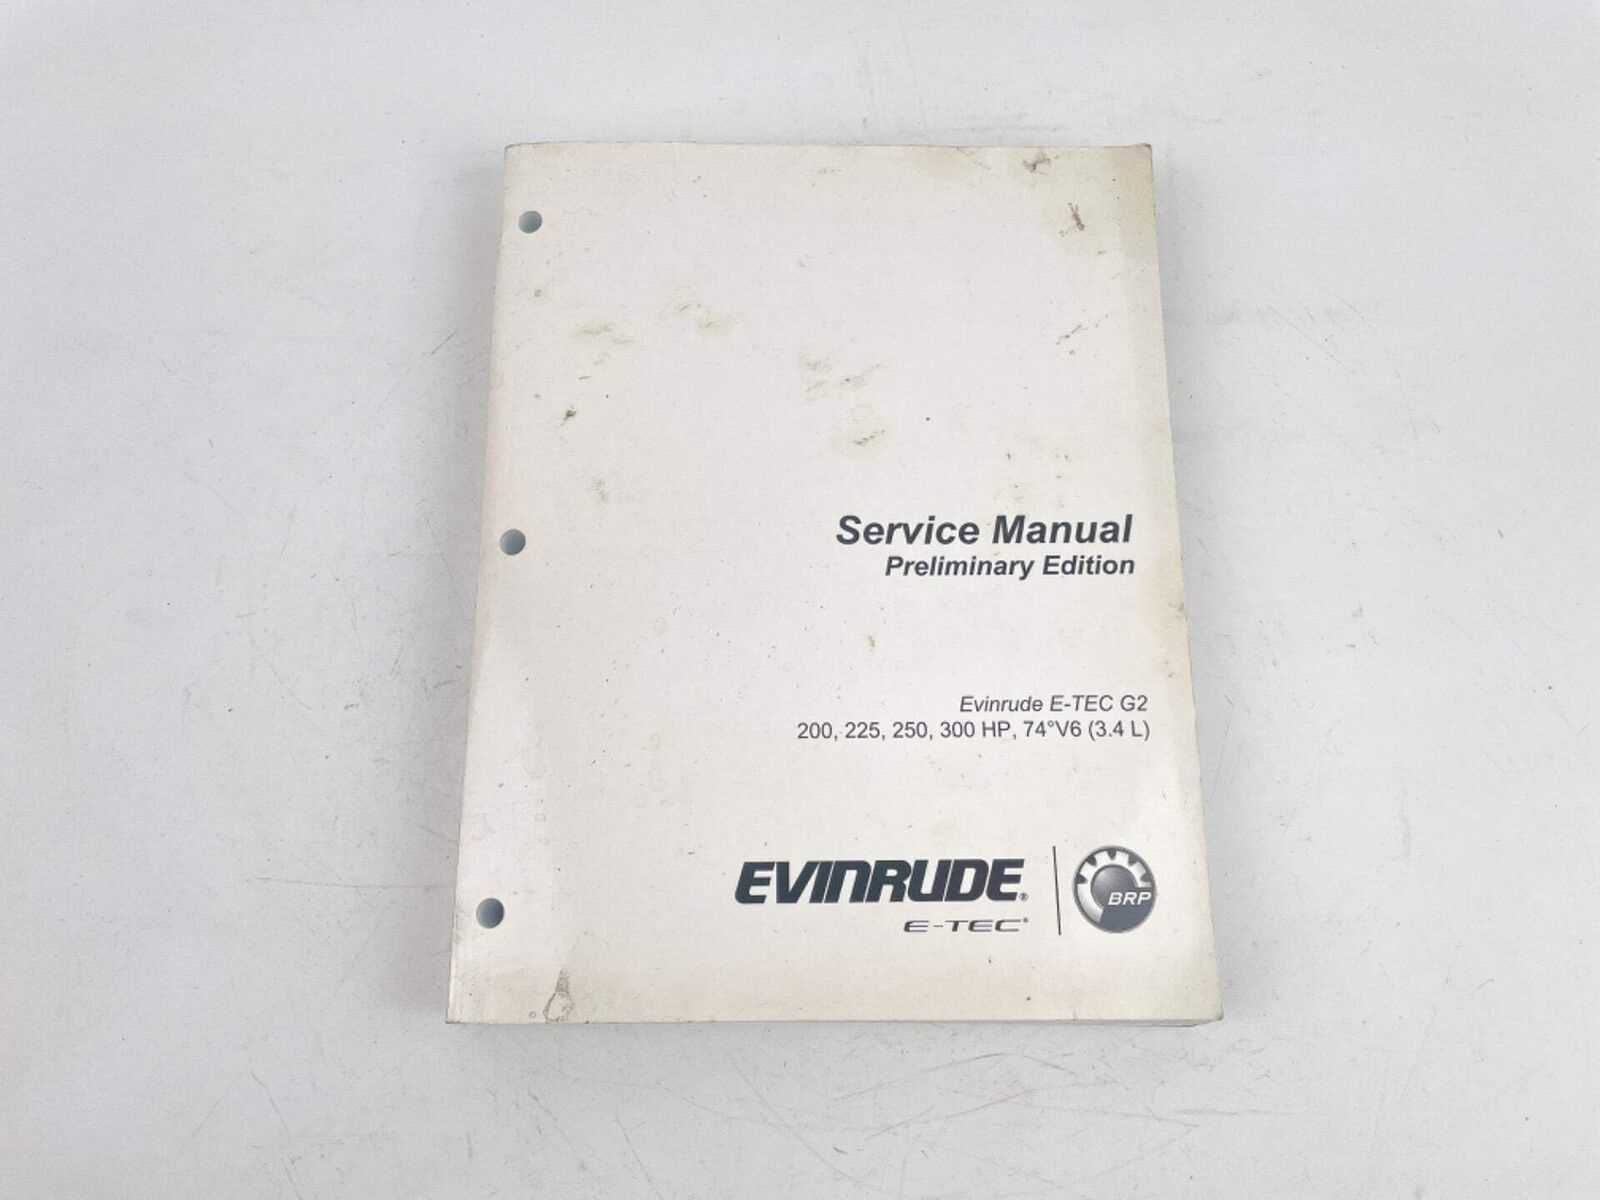 Service Manual
Preliminary Edition
Evinrude E-TEC G2
200, 225, 250, 300 HP, 74°V6 (3.4 L)
EVINRUDE®
E-TEC®
BRP